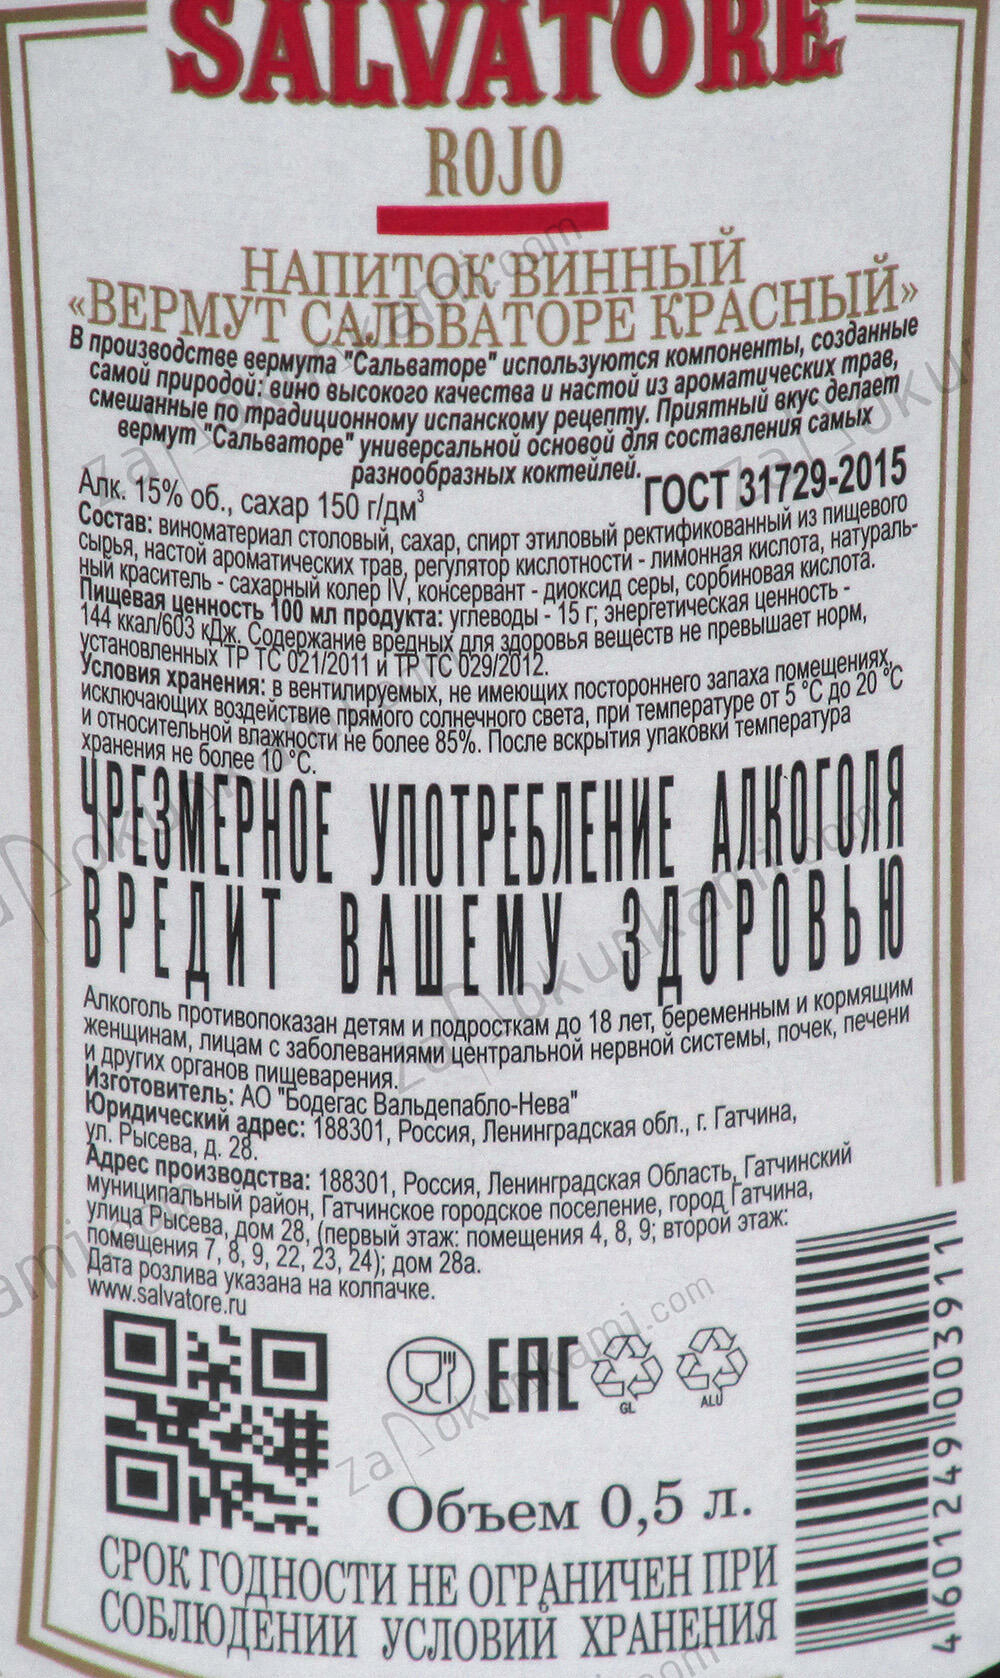 SALVATORE
ROJO
НАПИТОК ВИННЫЙ
«ВЕРМУТ САЛЬВАТОРЕ КРАСНЫЙ»
В производстве вермута "Сальваторе" используются компоненты, созданные
самой природой: вино высокого качества и настой из ароматических трав,
смешанные по традиционному испанскому рецепту. Приятный вкус делает
вермут "Сальваторе" универсальной основой для составления самых
разнообразных коктейлей.
Алк. 15% об., сахар 150 г/дм³ ГОСТ 31729-2015
Состав: виноматериал столовый, сахар, спирт этиловый ректификованный из пищевого
сырья, настой ароматических трав, регулятор кислотности - лимонная кислота, натураль-
ный краситель - сахарный колер IV, консервант - диоксид серы, сорбиновая кислота.
Пищевая ценность 100 мл продукта: углеводы - 15 г; энергетическая ценность -
144 ккал/603 кДж. Содержание вредных для здоровья веществ не превышает норм,
установленных ТР ТС 021/2011 и ТР ТС 029/2012.
Условия хранения: в вентилируемых, не имеющих постороннего запаха помещениях,
исключающих воздействие прямого солнечного света, при температуре от 5 °С до 20 °С
и относительной влажности не более 85%. После вскрытия упаковки температура
хранения не более 10 °С.
ЧРЕЗМЕРНОЕ УПОТРЕБЛЕНИЕ АЛКОГОЛЯ
ВРЕДИТ ВАШЕМУ ЗДОРОВЬЮ
Алкоголь противопоказан детям и подросткам до 18 лет, беременным и кормящим
женщинам, лицам с заболеваниями центральной нервной системы, почек, печени
и других органов пищеварения.
Изготовитель: АО "Бодегас Вальдепабло-Нева"
Юридический адрес: 188301, Россия, Ленинградская обл., г. Гатчина,
ул. Рысева, д. 28.
Адрес производства: 188301, Россия, Ленинградская Область, Гатчинский
муниципальный район, Гатчинское городское поселение, город Гатчина,
улица Рысева, дом 28, (первый этаж: помещения 4, 8, 9; второй этаж:
помещения 7, 8, 9, 22, 23, 24); дом 28а.
Дата розлива указана на колпачке.
www.salvatore.ru
EAC
GL
ALU
Объем 0,5 л.
СРОК ГОДНОСТИ НЕ ОГРАНИЧЕН ПРИ
СОБЛЮДЕНИИ УСЛОВИЙ ХРАНЕНИЯ
4601249003911
zapokupkami.com